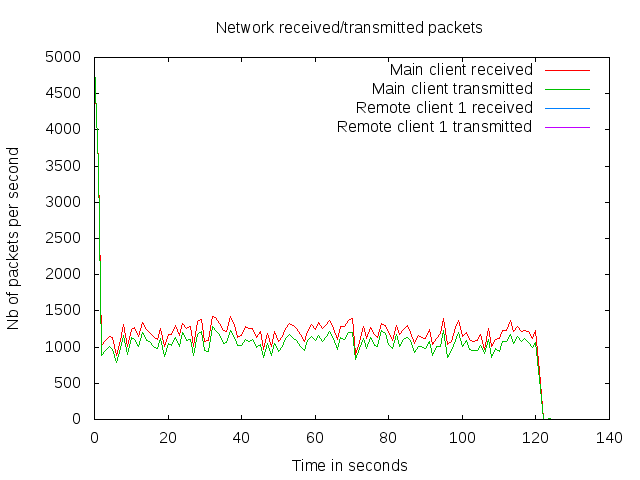 Network received/transmitted packets
Nb of packets per second
5000
4500
4000
3500
3000
2500
2000
1500
1000
500
0
Main client received
Main client transmitted
Remote client 1 received
Remote client 1 transmitted
0 20 40 60 80 100 120 140
Time in seconds